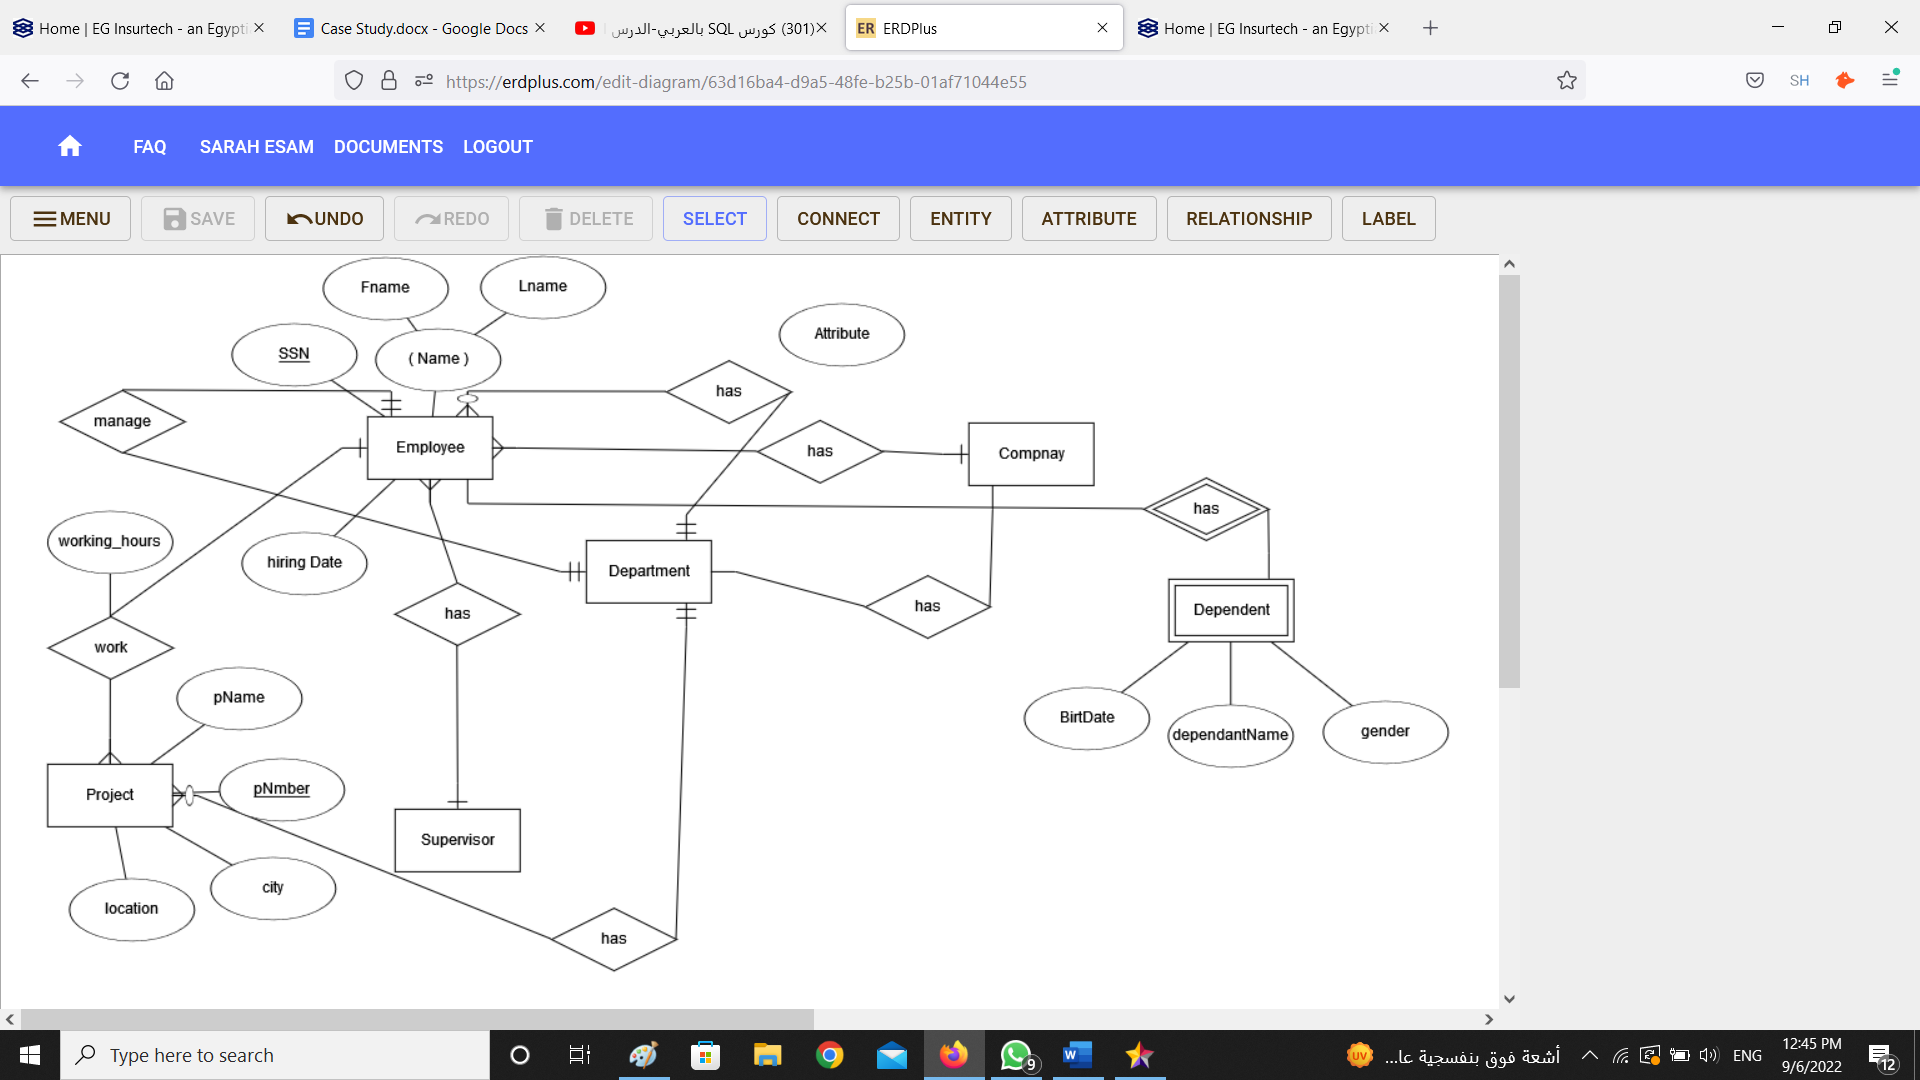 Home | EG Insurtech - an Egypti
Case Study.docx - Google Docs
(301) كورس SQL بالعربي-الدرس
ER ERDPlus
Home | EG Insurtech - an Egypti
https://erdplus.com/edit-diagram/63d16ba4-d9a5-48fe-b25b-01af71044e55
SH
FAQ SARAH ESAM DOCUMENTS LOGOUT
MENU SAVE UNDO REDO DELETE SELECT CONNECT ENTITY ATTRIBUTE RELATIONSHIP LABEL
Fname
Lname
Attribute
SSN
( Name )
has
manage
Employee
has
Compnay
has
working_hours
hiring Date
Department
has
has
Dependent
work
pName
BirtDate
dependantName
gender
Project
pNmber
Supervisor
city
location
has
Type here to search
9
W
UV
أشعة فوق بنفسجية عا...
ENG
12:45 PM
9/6/2022
12